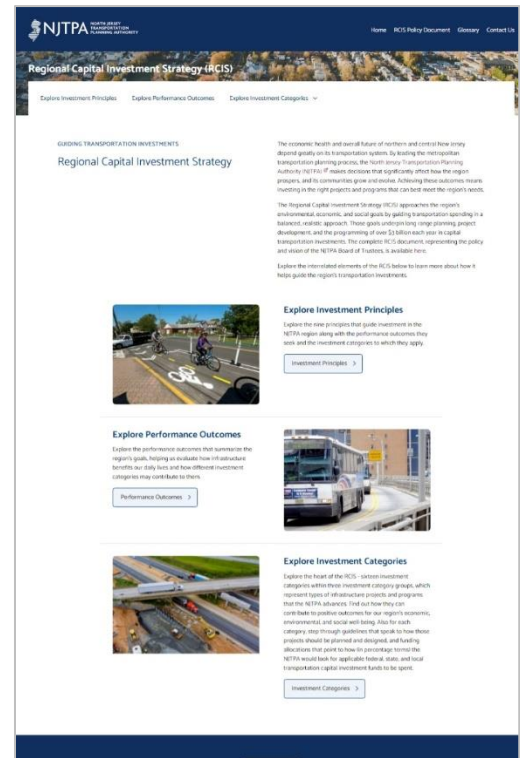 NJTPA NORTH JERSEY
TRANSPORTATION
PLANNING AUTHORITY
Home RCIS Policy Document Glossary Contact Us
Regional Capital Investment Strategy (RCIS)
Explore Investment Principles Explore Performance Outcomes Explore Investment Categories
GUIDING TRANSPORTATION INVESTMENTS
Regional Capital Investment Strategy
The economic health and overall future of northern and central New Jersey
depend greatly on its transportation system. By leading the metropolitan
transportation planning process, the North Jersey Transportation Planning
Authority (NJTPA) makes decisions that significantly affect how the region
prospers, and its communities grow and evolve. Achieving these outcomes means
investing in the right projects and programs that can best meet the region's needs.
The Regional Capital Investment Strategy (RCIS) approaches the region's
environmental, economic, and social goals by guiding transportation spending in a
balanced, realistic approach. Those goals underpin long range planning, project
development, and the programming of over $3 billion each year in capital
transportation investments. The complete RCIS document, representing the policy
and vision of the NJTPA Board of Trustees, is available here.
Explore the interrelated elements of the RCIS below to learn more about how it
helps guide the region's transportation investments.
Explore Investment Principles
Explore the nine principles that guide investment in the
NJTPA region along with the performance outcomes they
seek and the investment categories to which they apply.
Investment Principles >
Explore Performance Outcomes
Explore the performance outcomes that summarize the
region's goals, helping us evaluate how infrastructure
benefits our daily lives and how different investment
categories may contribute to them.
Performance Outcomes >
Explore Investment Categories
Explore the heart of the RCIS - sixteen investment
categories within three investment category groups, which
represent types of infrastructure projects and programs
that the NJTPA advances. Find out how they can
contribute to positive outcomes for our region's economic,
environmental, and social well-being. Also for each
category, step through guidelines that speak to how those
projects should be planned and designed, and funding
allocations that point to how (in percentage terms) the
NJTPA would look for applicable federal, state, and local
transportation capital investment funds to be spent.
Investment Categories >